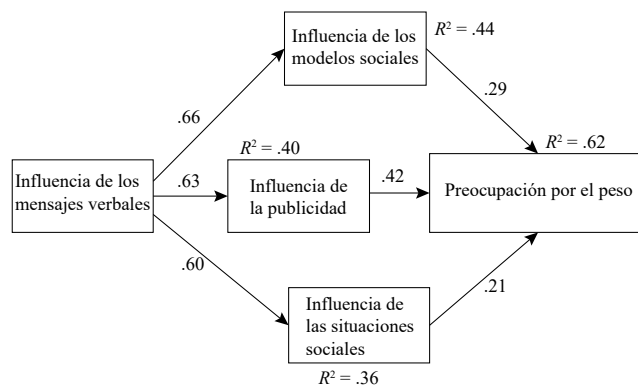 Influencia de los
modelos sociales
R² = .44
.66
.29
R² = .40
R² = .62
Influencia de los
mensajes verbales
.63
Influencia de
la publicidad
.42
Preocupación por el peso
.60
Influencia de
las situaciones
sociales
.21
R² = .36